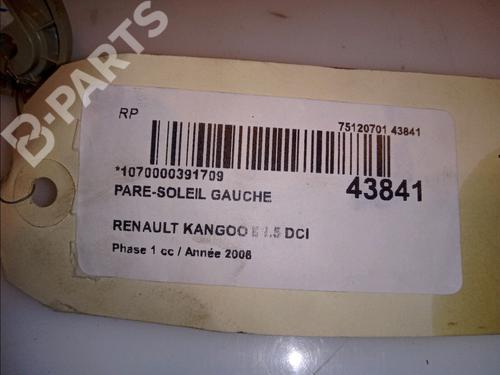 B-PARTS
RP
75120701 43841
*1070000391709
43841
PARE-SOLEIL GAUCHE
RENAULT KANGOO 1.5 DCI
Phase 1 cc / Année 2008